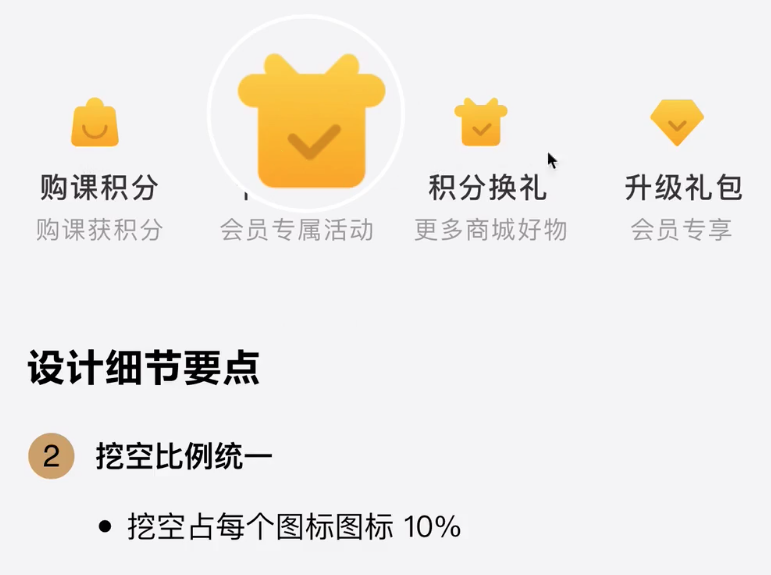 购课积分
积分换礼
升级礼包
购课获积分
会员专属活动
更多商城好物
会员专享
设计细节要点
2 挖空比例统一
• 挖空占每个图标图标 10%